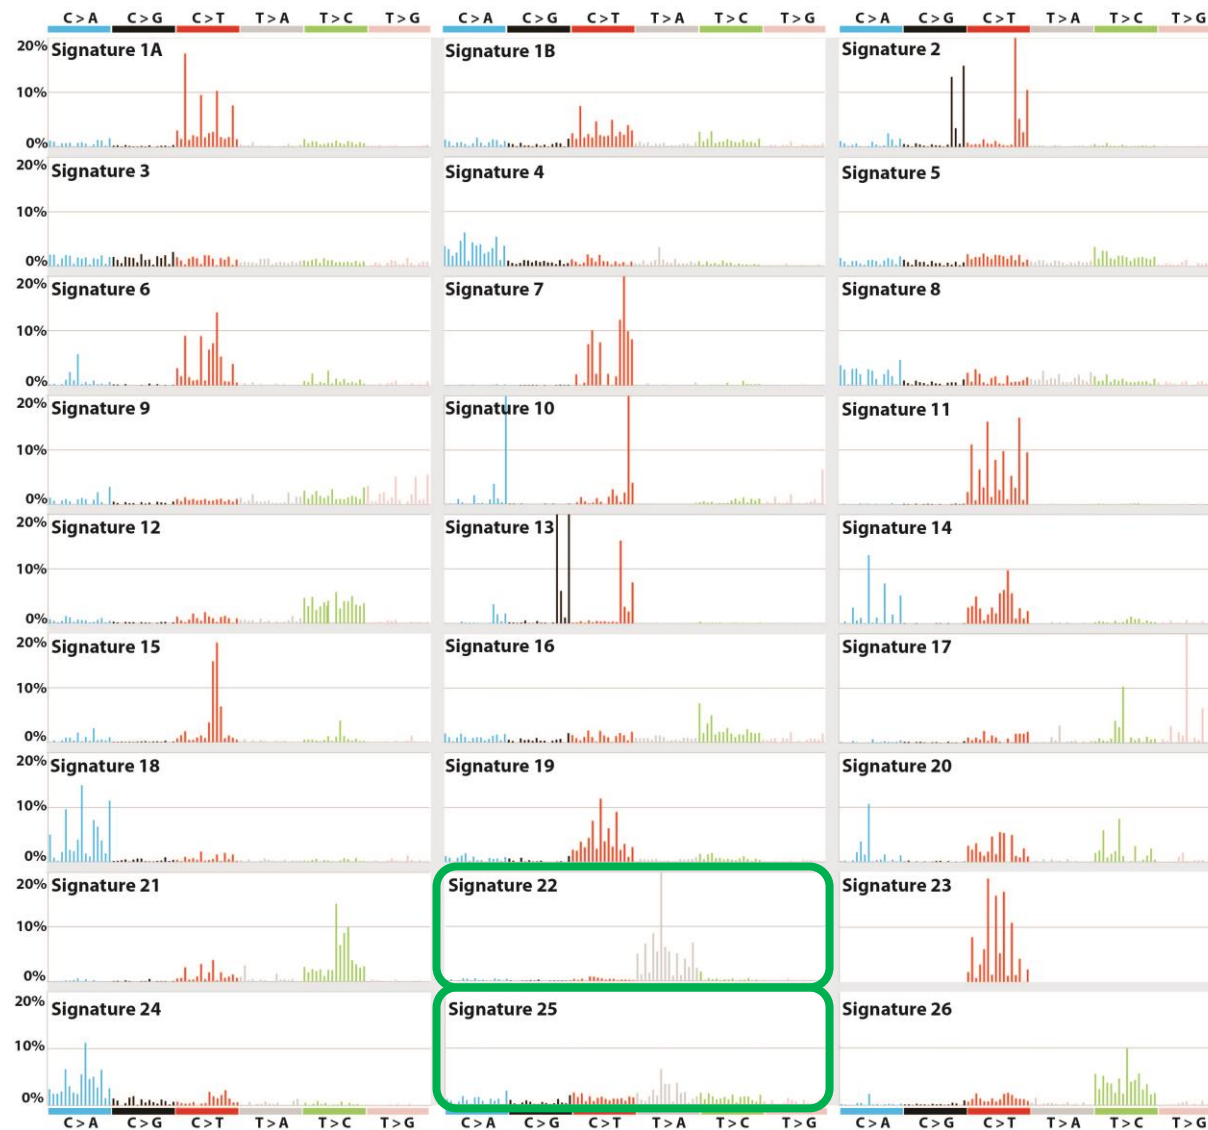 C > A C > G C > T T > A T > C T > G C > A C > G C > T T > A T > C T > G C > A C > G C > T T > A T > C T > G
20% Signature 1A Signature 1B Signature 2
10%
0%
20% Signature 3 Signature 4 Signature 5
10%
0%
20% Signature 6 Signature 7 Signature 8
10%
0%
20% Signature 9 Signature 10 Signature 11
10%
0%
20% Signature 12 Signature 13 Signature 14
10%
0%
20% Signature 15 Signature 16 Signature 17
10%
0%
20% Signature 18 Signature 19 Signature 20
10%
0%
20% Signature 21 Signature 22 Signature 23
10%
0%
20% Signature 24 Signature 25 Signature 26
10%
0%
C > A C > G C > T T > A T > C T > G C > A C > G C > T T > A T > C T > G C > A C > G C > T T > A T > C T > G